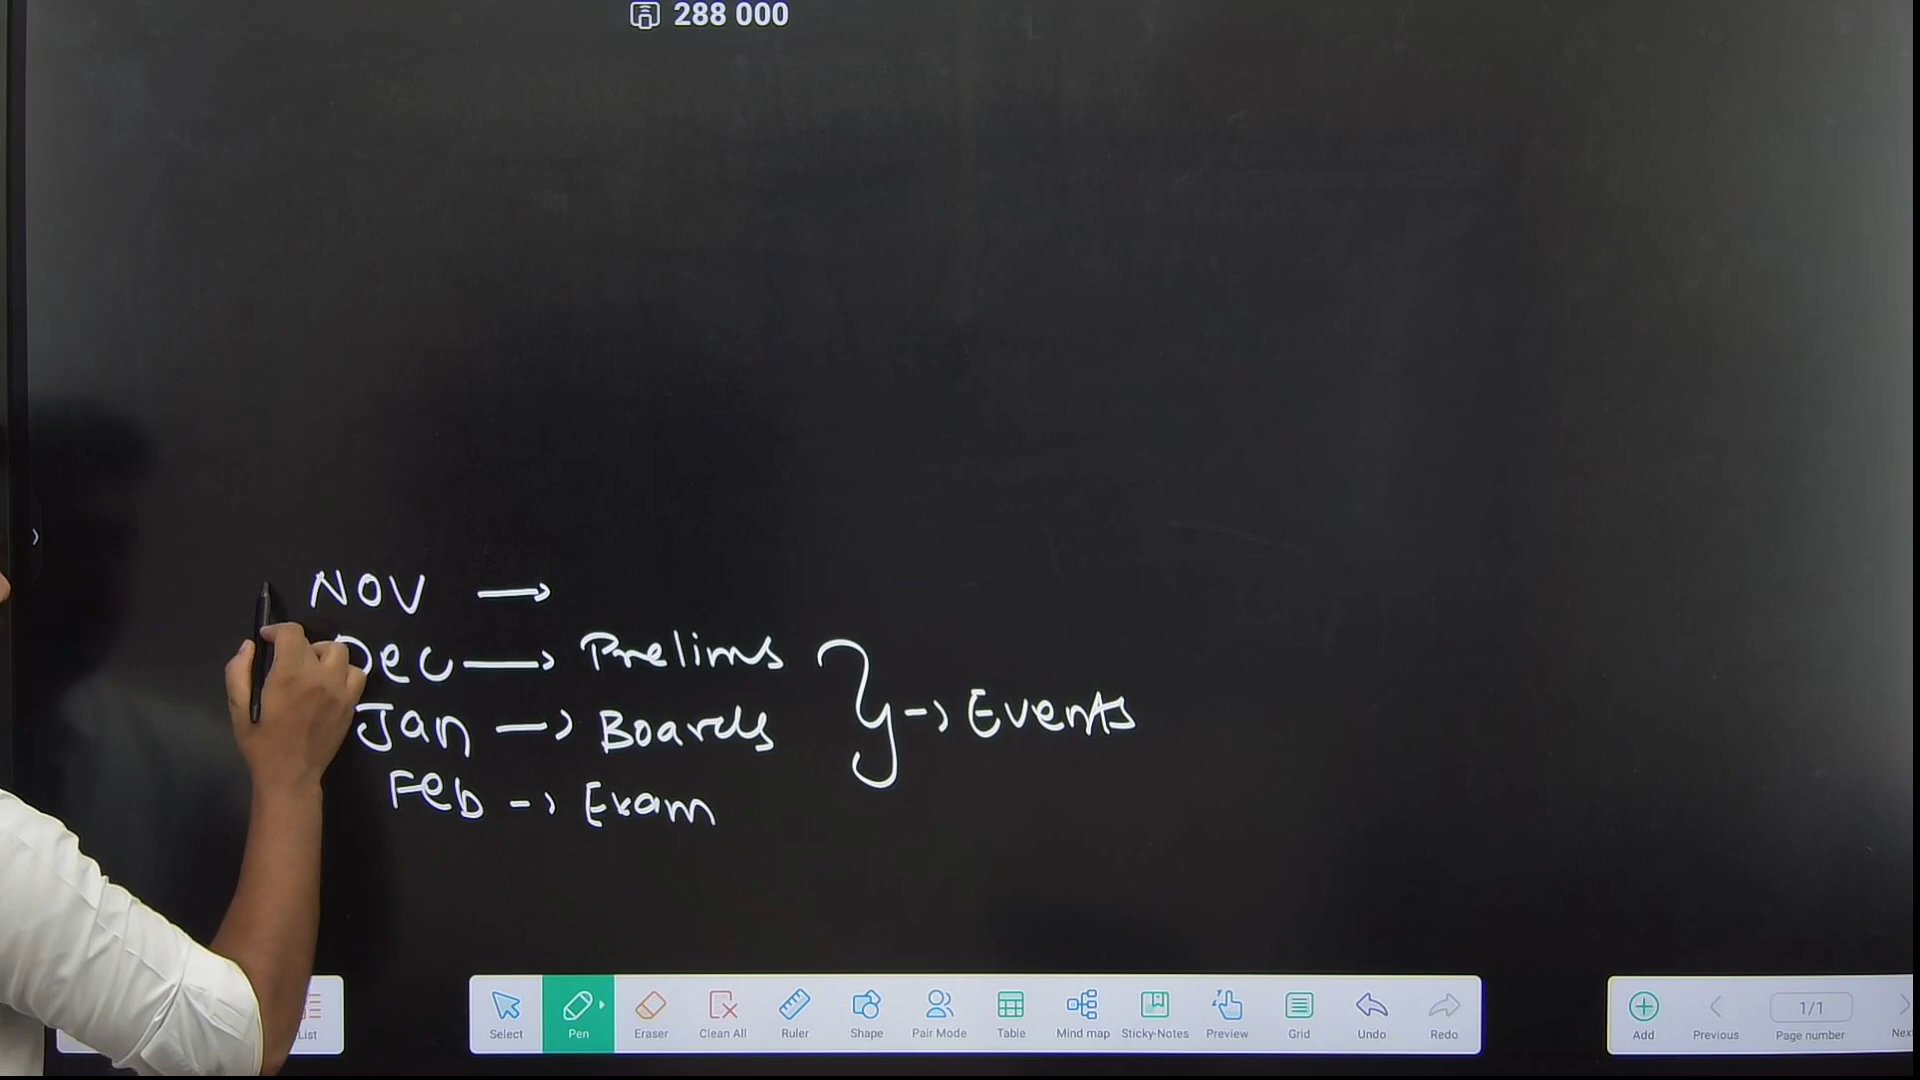 288 000
NOV →
Dec → Prelims
Jan → Boards } → Events
Feb → Exam
List
Select Pen Eraser Clean All Ruler Shape Pair Mode Table Mind map Sticky-Notes Preview Grid Undo Redo
Add Previous 1/1 Page number